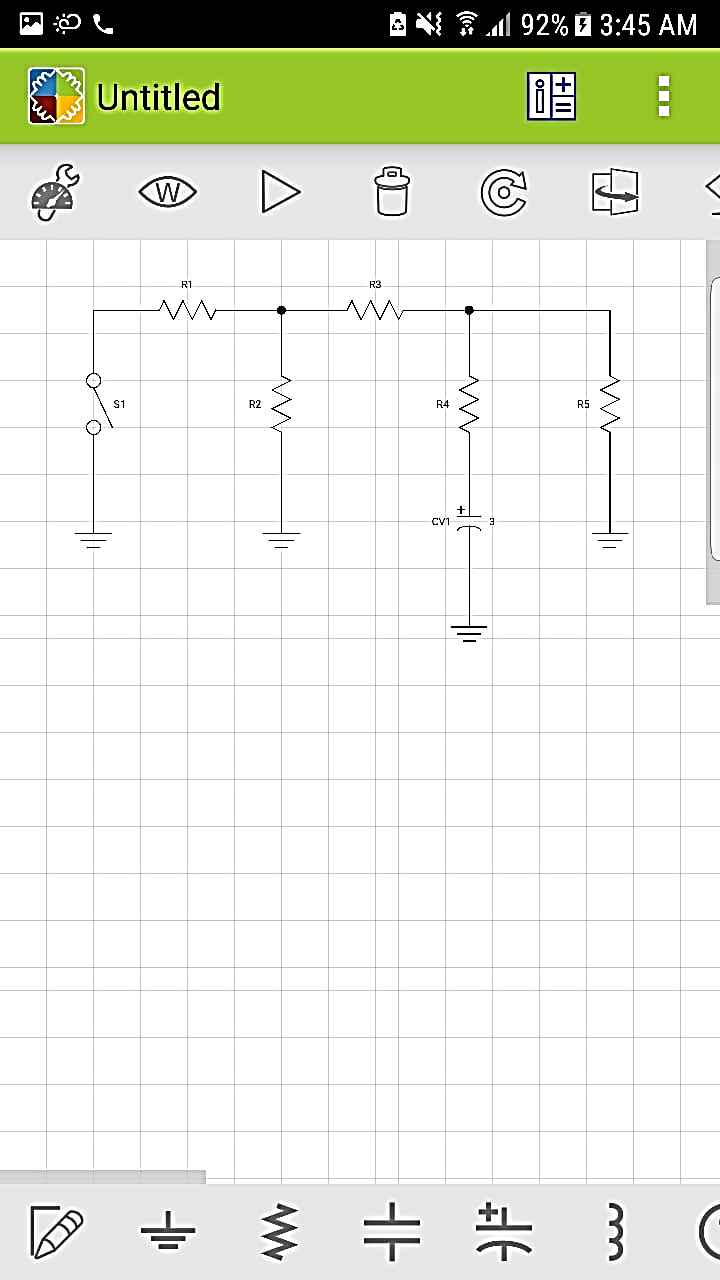 92% 3:45 AM
Untitled
W
R1 R3
S1 R2 R4 R5
+
CV1 3